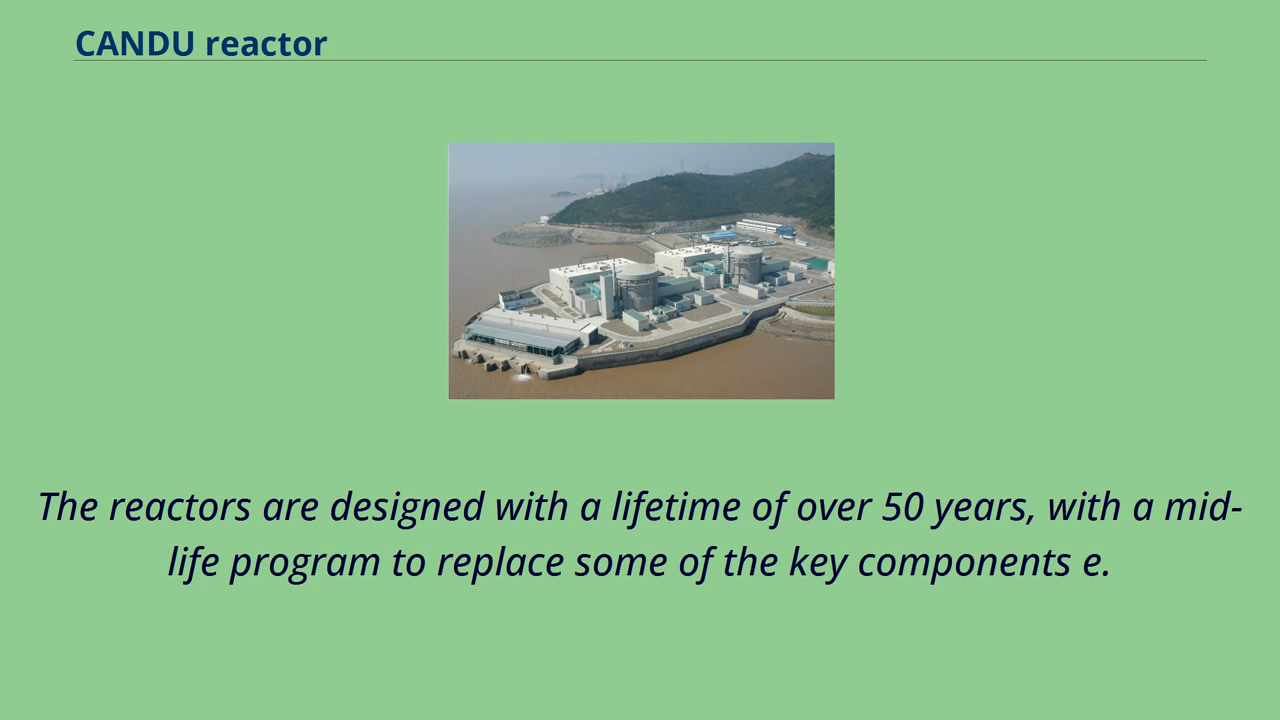 CANDU reactor
The reactors are designed with a lifetime of over 50 years, with a mid-
life program to replace some of the key components e.